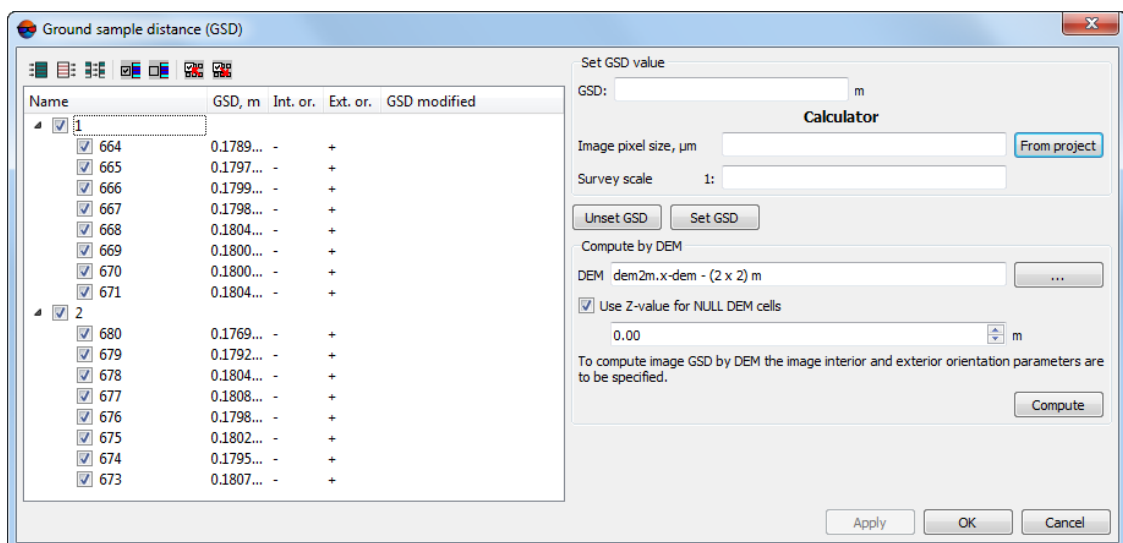 Ground sample distance (GSD)
Name GSD, m Int. or. Ext. or. GSD modified
1
664 0.1789... - +
665 0.1797... - +
666 0.1799... - +
667 0.1798... - +
668 0.1804... - +
669 0.1800... - +
670 0.1800... - +
671 0.1804... - +
2
680 0.1769... - +
679 0.1792... - +
678 0.1804... - +
677 0.1808... - +
676 0.1798... - +
675 0.1802... - +
674 0.1795... - +
673 0.1807... - +
Set GSD value
GSD: m
Calculator
Image pixel size, µm From project
Survey scale 1:
Unset GSD Set GSD
Compute by DEM
DEM dem2m.x-dem - (2 x 2) m ...
Use Z-value for NULL DEM cells
0.00 m
To compute image GSD by DEM the image interior and exterior orientation parameters are
to be specified.
Compute
Apply OK Cancel